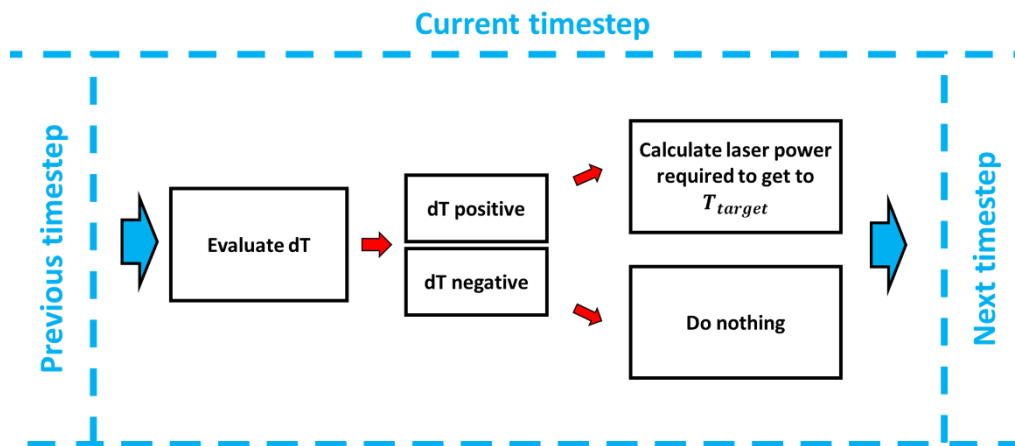 Current timestep
Previous timestep
Evaluate dT
dT positive
dT negative
Calculate laser power
required to get to
T_target
Do nothing
Next timestep